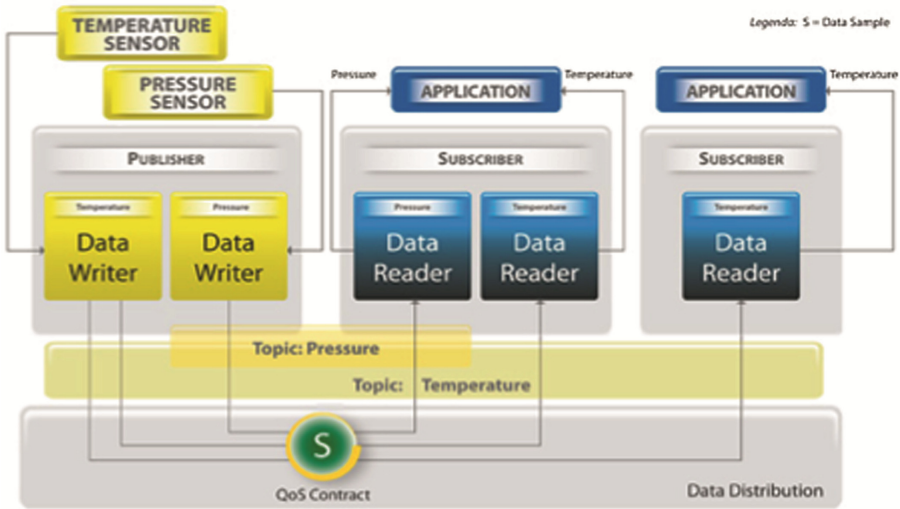 TEMPERATURE
SENSOR
Legenda: S = Data Sample
PRESSURE
SENSOR
Pressure
APPLICATION
Temperature
APPLICATION
Temperature
PUBLISHER
SUBSCRIBER
SUBSCRIBER
Temperature
Data
Writer
Pressure
Data
Writer
Pressure
Data
Reader
Temperature
Data
Reader
Temperature
Data
Reader
Topic: Pressure
Topic: Temperature
S
QoS Contract
Data Distribution